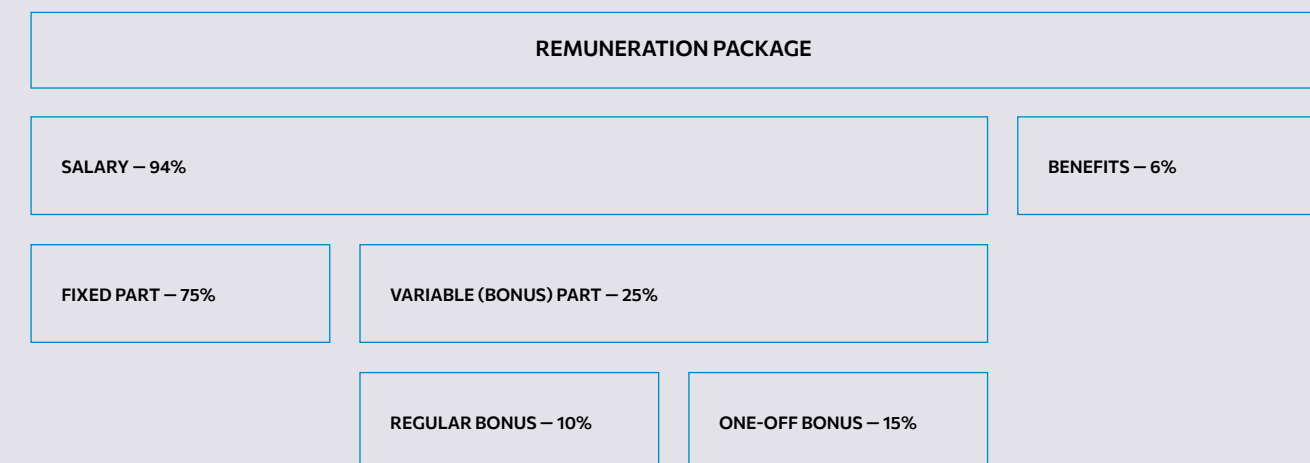 REMUNERATION PACKAGE
SALARY – 94%
BENEFITS – 6%
FIXED PART – 75%
VARIABLE (BONUS) PART – 25%
REGULAR BONUS – 10%
ONE-OFF BONUS – 15%